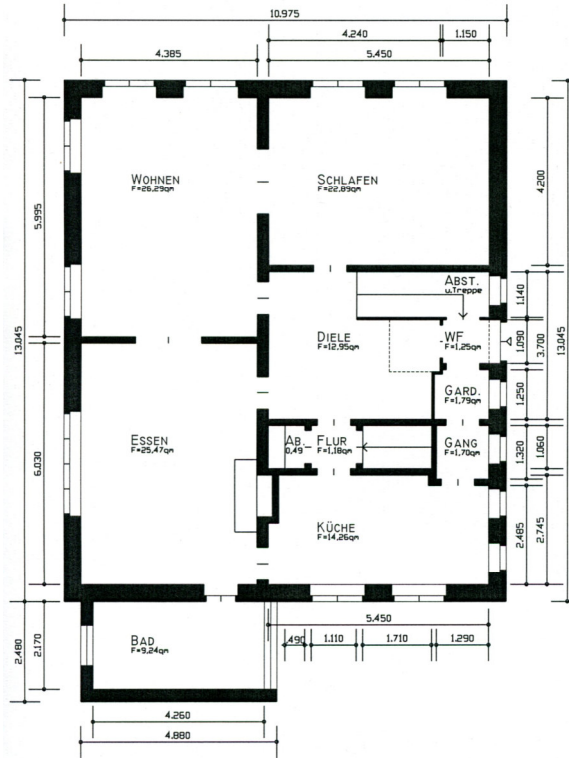 10.975
4.240
1.150
4.385
5.450
WOHNEN
F=26,29qm
SCHLAFEN
F=22,89qm
5.995
4.200
13.045
13.045
ABST.
u.Treppe
1.140
DIELE
F=12,95qm
WF
F=1,25qm
1.090
3.700
GARD.
F=1,79qm
1.250
ESSEN
F=25,47qm
AB.
0,49
FLUR
F=1,18qm
GANG
F=1,70qm
1.320
1.060
6.030
KÜCHE
F=14,26qm
2.485
2.745
5.450
.490
1.110
1.710
1.290
BAD
F=9,24qm
2.480
2.170
4.260
4.880